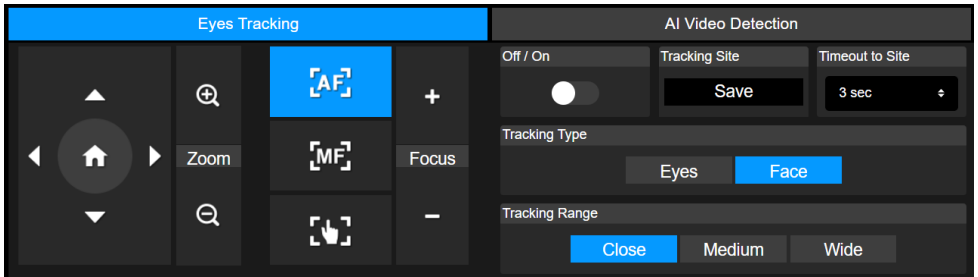 Eyes Tracking
AI Video Detection
AF
MF
Zoom
Focus
Off / On
Tracking Site
Timeout to Site
Save
3 sec
Tracking Type
Eyes
Face
Tracking Range
Close
Medium
Wide